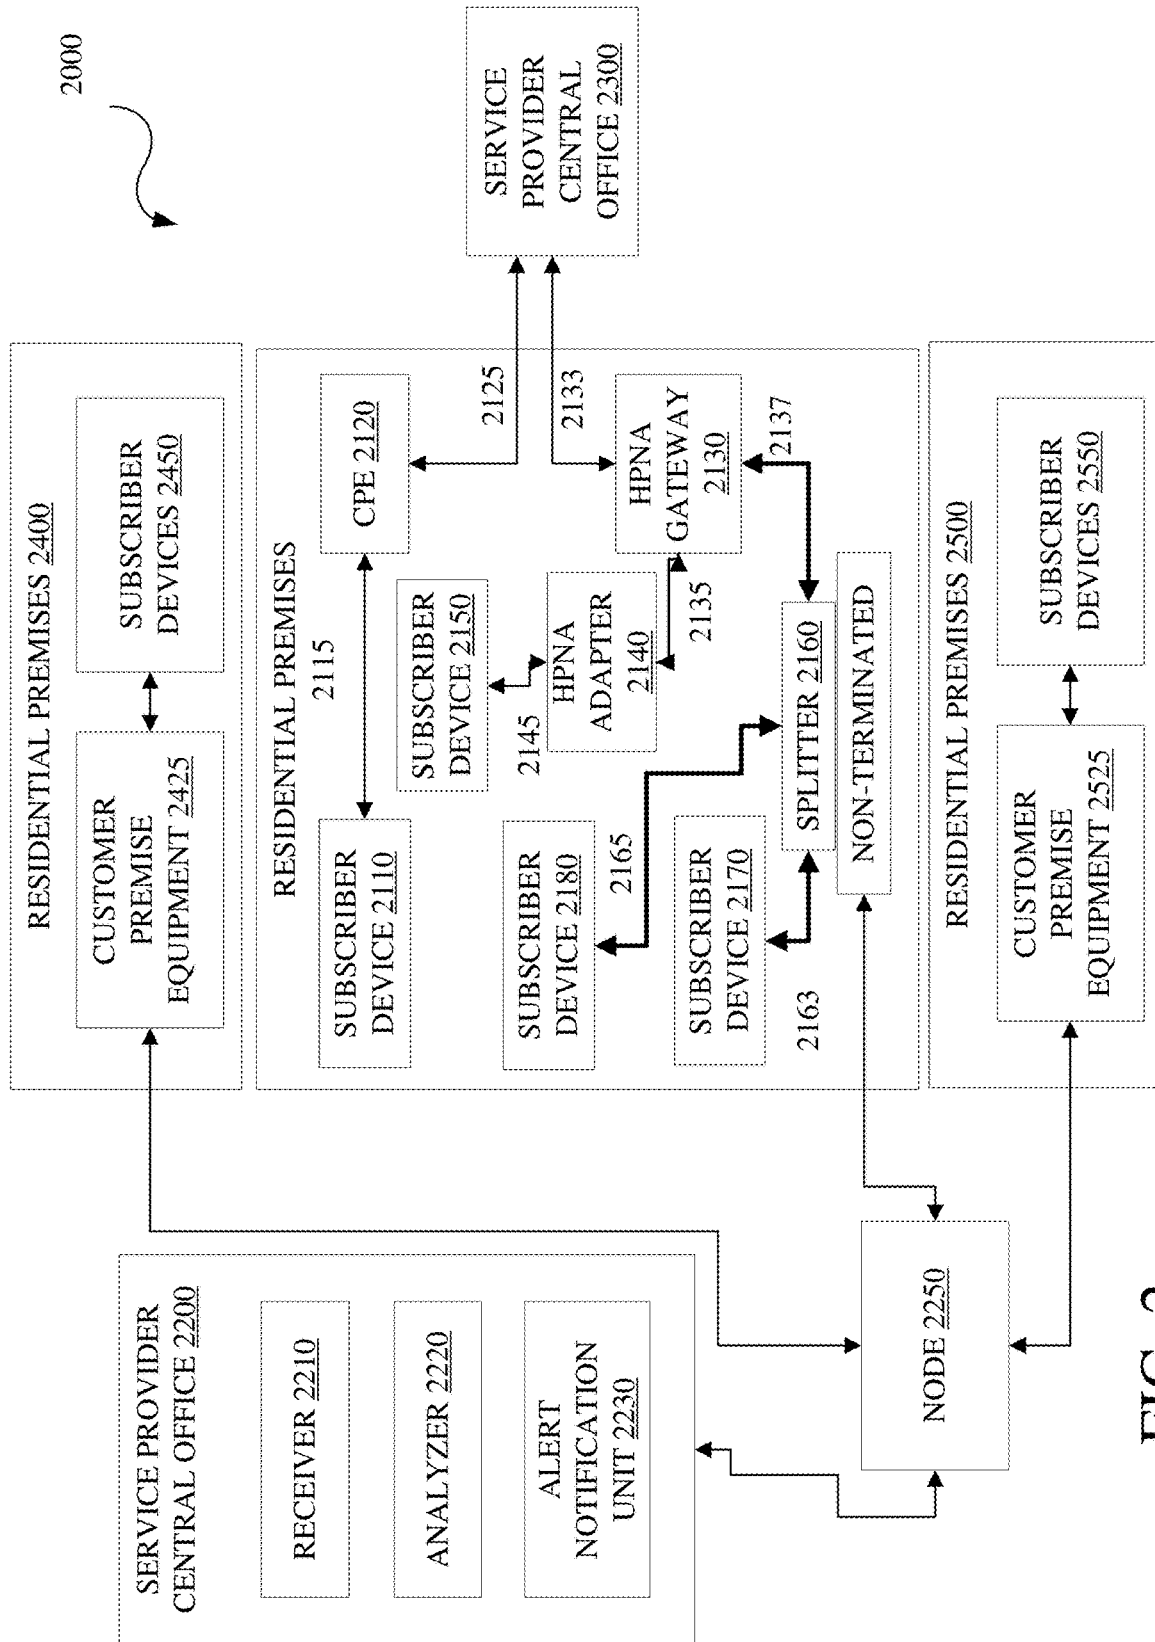 2000
SERVICE
PROVIDER
CENTRAL
OFFICE 2300
RESIDENTIAL PREMISES 2400
CUSTOMER
PREMISE
EQUIPMENT 2425
SUBSCRIBER
DEVICES 2450
RESIDENTIAL PREMISES
SUBSCRIBER
DEVICE 2110
2115
CPE 2120
2125
2133
SUBSCRIBER
DEVICE 2150
2145
HPNA
ADAPTER
2140
2135
HPNA
GATEWAY
2130
2137
SUBSCRIBER
DEVICE 2180
2165
SUBSCRIBER
DEVICE 2170
2163
SPLITTER 2160
NON-TERMINATED
RESIDENTIAL PREMISES 2500
CUSTOMER
PREMISE
EQUIPMENT 2525
SUBSCRIBER
DEVICES 2550
SERVICE PROVIDER
CENTRAL OFFICE 2200
RECEIVER 2210
ANALYZER 2220
ALERT
NOTIFICATION
UNIT 2230
NODE 2250